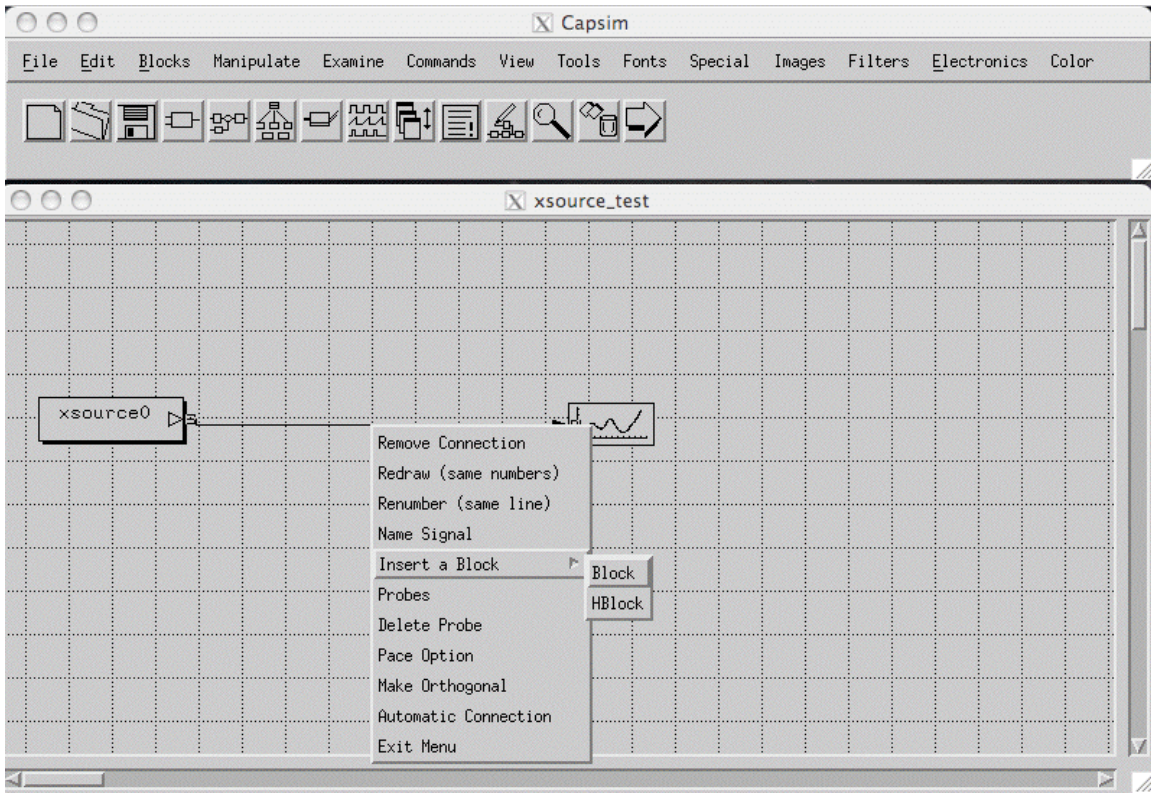 Capsim
File Edit Blocks Manipulate Examine Commands View Tools Fonts Special Images Filters Electronics Color
xsource_test
xsource0
Remove Connection
Redraw (same numbers)
Renumber (same line)
Name Signal
Insert a Block
Block
HBlock
Probes
Delete Probe
Pace Option
Make Orthogonal
Automatic Connection
Exit Menu